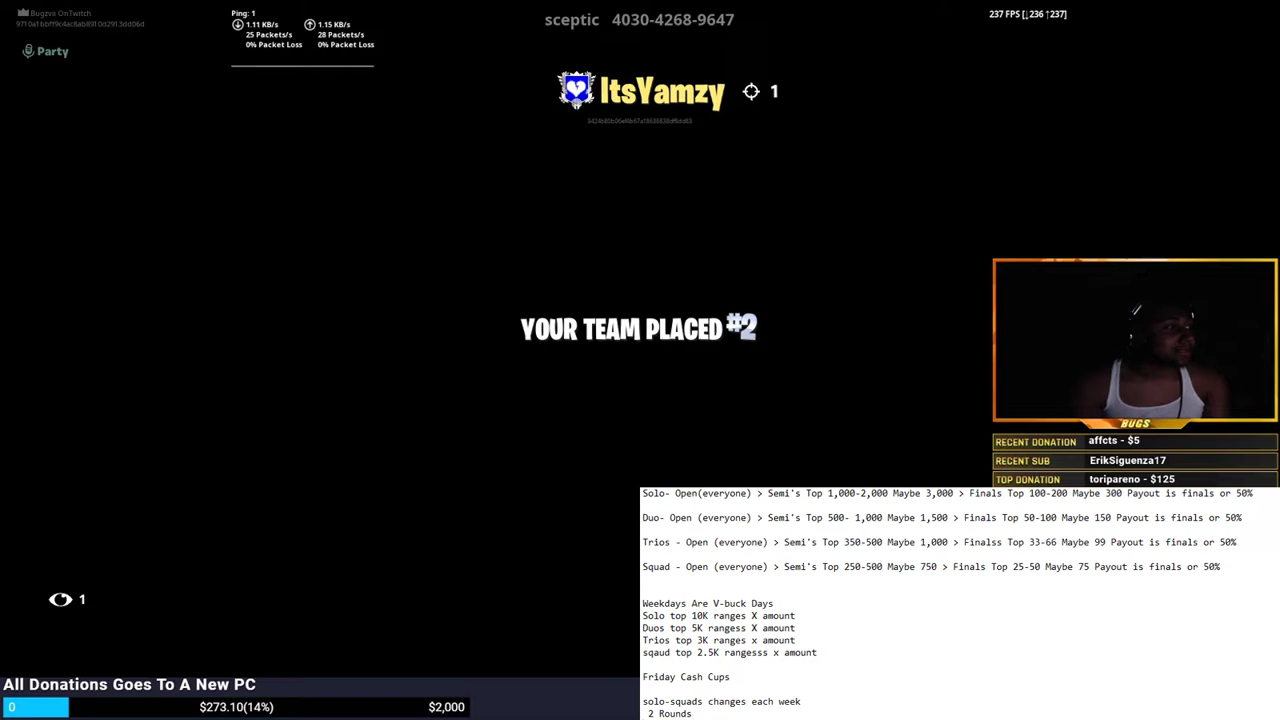 Bugzvs OnTwitch
Party
Ping: 1
1.11 KB/s 1.15 KB/s
25 Packets/s 28 Packets/s
0% Packet Loss 0% Packet Loss
sceptic 4030-4268-9647
237 FPS [↓236 ↑237]
ItsYamzy 1
YOUR TEAM PLACED #2
BUGS
RECENT DONATION affcts - $5
RECENT SUB ErikSiguenza17
TOP DONATION toripareno - $125
Solo- Open(everyone) > Semi's Top 1,000-2,000 Maybe 3,000 > Finals Top 100-200 Maybe 300 Payout is finals or 50%
Duo- Open (everyone) > Semi's Top 500- 1,000 Maybe 1,500 > Finals Top 50-100 Maybe 150 Payout is finals or 50%
Trios - Open (everyone) > Semi's Top 350-500 Maybe 1,000 > Finalss Top 33-66 Maybe 99 Payout is finals or 50%
Squad - Open (everyone) > Semi's Top 250-500 Maybe 750 > Finals Top 25-50 Maybe 75 Payout is finals or 50%
Weekdays Are V-buck Days
Solo top 10K ranges X amount
Duos top 5K rangess X amount
Trios top 3K ranges x amount
sqaud top 2.5K rangesss x amount
Friday Cash Cups
solo-squads changes each week
2 Rounds
1
All Donations Goes To A New PC
0 $273.10(14%) $2,000